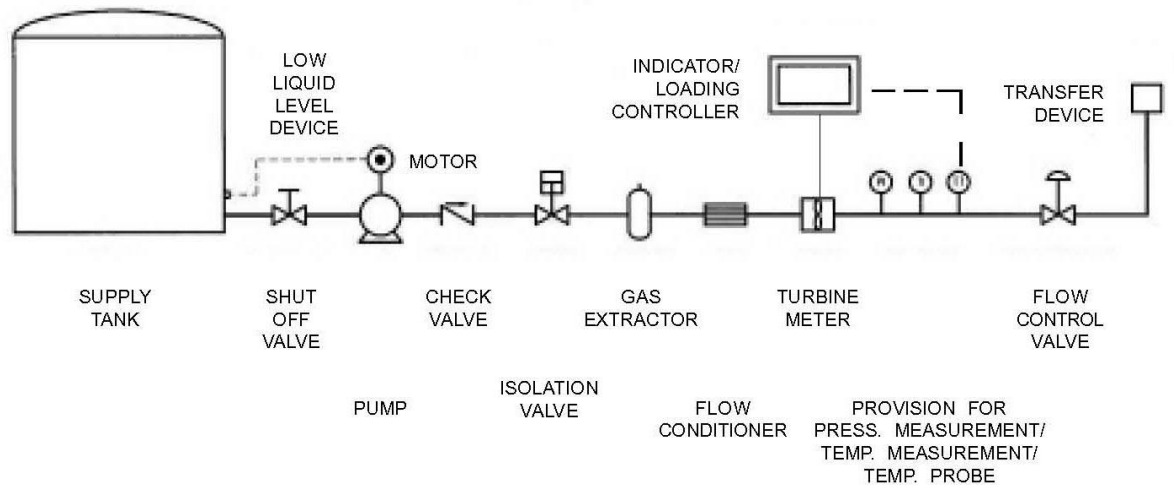 LOW
LIQUID
LEVEL
DEVICE
MOTOR
INDICATOR/
LOADING
CONTROLLER
TRANSFER
DEVICE
SUPPLY
TANK
SHUT
OFF
VALVE
PUMP
CHECK
VALVE
ISOLATION
VALVE
GAS
EXTRACTOR
FLOW
CONDITIONER
TURBINE
METER
PROVISION FOR
PRESS. MEASUREMENT/
TEMP. MEASUREMENT/
TEMP. PROBE
FLOW
CONTROL
VALVE